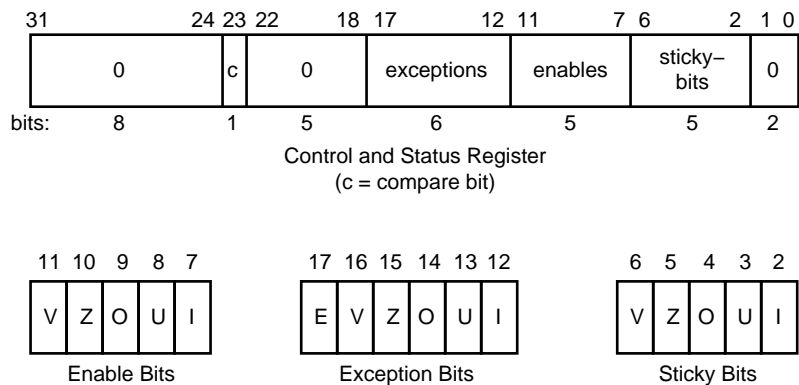 31 24 23 22 18 17 12 11 7 6 2 1 0
0 c 0 exceptions enables sticky– 0
bits
bits: 8 1 5 6 5 5 2
Control and Status Register
(c = compare bit)
11 10 9 8 7 17 16 15 14 13 12 6 5 4 3 2
V Z O U I E V Z O U I V Z O U I
Enable Bits Exception Bits Sticky Bits